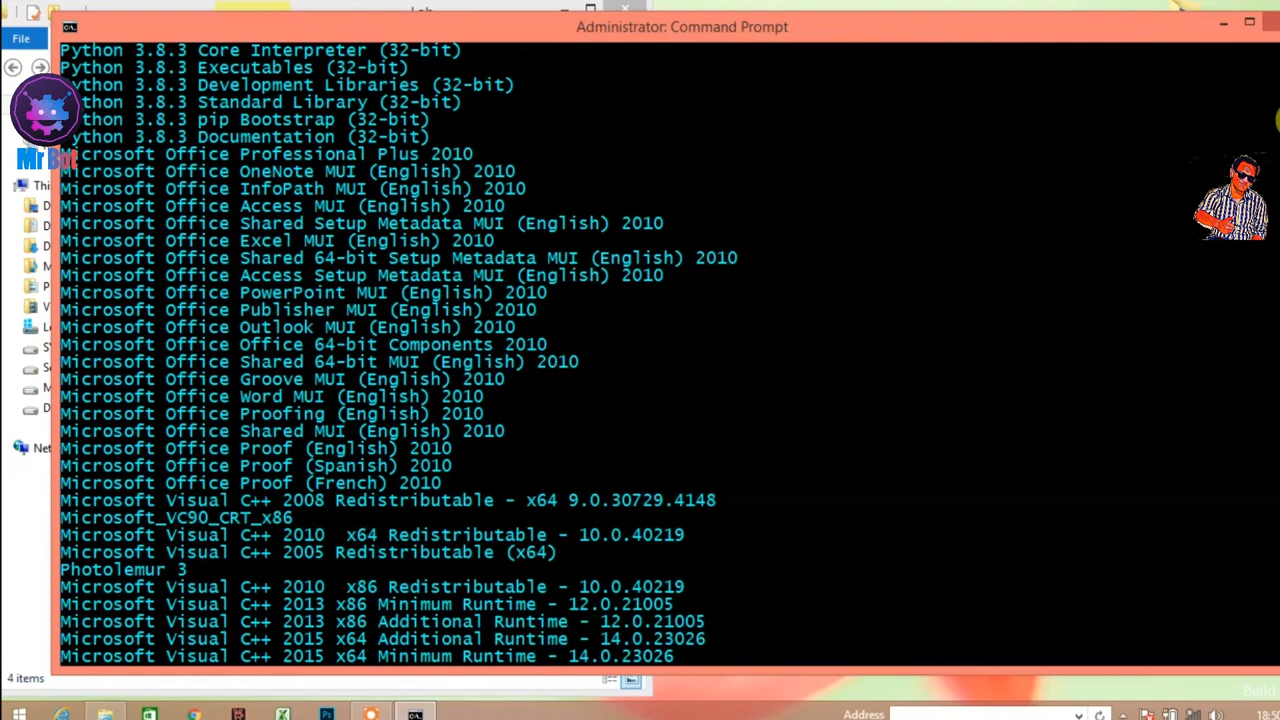 Administrator: Command Prompt
File
Python 3.8.3 Core Interpreter (32-bit)
Python 3.8.3 Executables (32-bit)
ython 3.8.3 Development Libraries (32-bit)
thon 3.8.3 Standard Library (32-bit)
thon 3.8.3 pip Bootstrap (32-bit)
ython 3.8.3 Documentation (32-bit)
Mr Bot
icrosoft Office Professional Plus 2010
Microsoft Office OneNote MUI (English) 2010
Thi
Microsoft Office InfoPath MUI (English) 2010
Microsoft Office Access MUI (English) 2010
Microsoft Office Shared Setup Metadata MUI (English) 2010
Microsoft Office Excel MUI (English) 2010
Microsoft Office Shared 64-bit Setup Metadata MUI (English) 2010
Microsoft Office Access Setup Metadata MUI (English) 2010
Microsoft Office PowerPoint MUI (English) 2010
Microsoft Office Publisher MUI (English) 2010
Microsoft Office Outlook MUI (English) 2010
Microsoft Office Office 64-bit Components 2010
Microsoft Office Shared 64-bit MUI (English) 2010
Microsoft Office Groove MUI (English) 2010
Microsoft Office Word MUI (English) 2010
Microsoft Office Proofing (English) 2010
Microsoft Office Shared MUI (English) 2010
Net
Microsoft Office Proof (English) 2010
Microsoft Office Proof (Spanish) 2010
Microsoft Office Proof (French) 2010
Microsoft Visual C++ 2008 Redistributable - x64 9.0.30729.4148
Microsoft_VC90_CRT_x86
Microsoft Visual C++ 2010  x64 Redistributable - 10.0.40219
Microsoft Visual C++ 2005 Redistributable (x64)
Photolemur 3
Microsoft Visual C++ 2010  x86 Redistributable - 10.0.40219
Microsoft Visual C++ 2013 x86 Minimum Runtime - 12.0.21005
Microsoft Visual C++ 2013 x86 Additional Runtime - 12.0.21005
Microsoft Visual C++ 2015 x64 Additional Runtime - 14.0.23026
Microsoft Visual C++ 2015 x64 Minimum Runtime - 14.0.23026
4 items
Build
Address